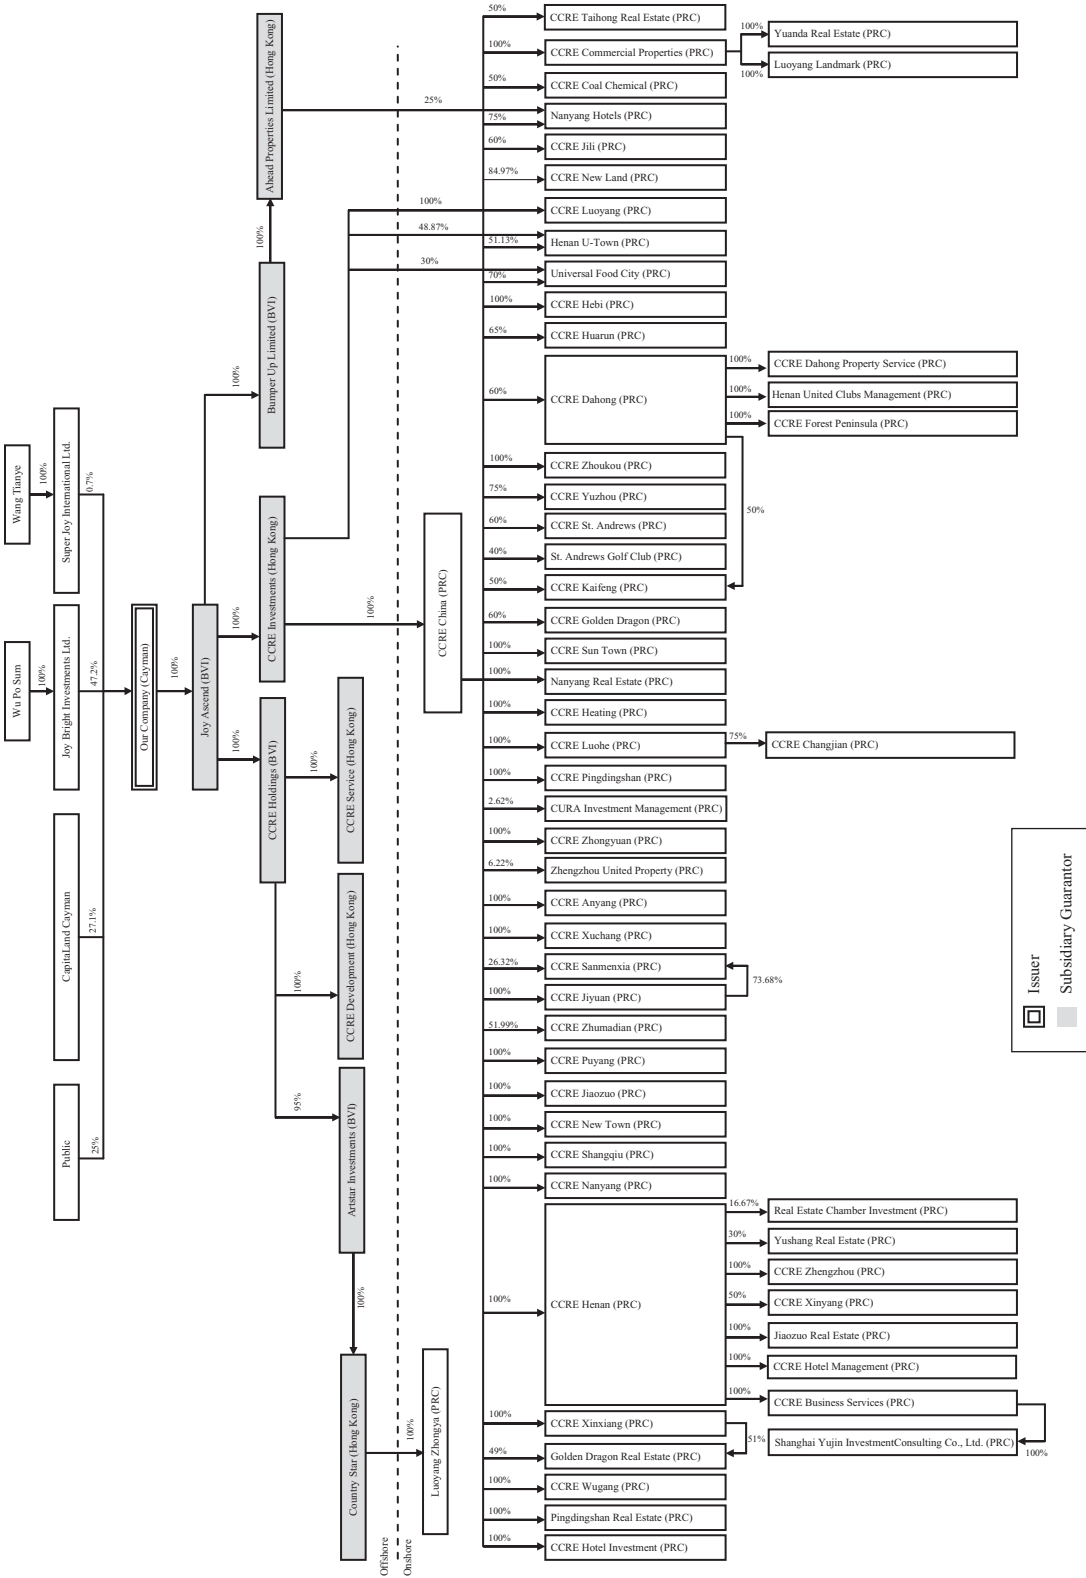 Wu Po Sum
Wang Tianye
100%
100%
Public
CapitaLand Cayman
Joy Bright Investments Ltd.
Super Joy International Ltd.
25%
27.1%
47.2%
0.7%
Our Company (Cayman)
100%
Joy Ascend (BVI)
100%
100%
100%
CCRE Holdings (BVI)
CCRE Investments (Hong Kong)
Bumper Up Limited (BVI)
100%
Ahead Properties Limited (Hong Kong)
95%
100%
100%
Artstar Investments (BVI)
CCRE Development (Hong Kong)
CCRE Service (Hong Kong)
100%
Country Star (Hong Kong)
100%
100%
100%
48.87%
30%
25%
Offshore
Onshore
Luoyang Zhongya (PRC)
CCRE China (PRC)
50%
CCRE Taihong Real Estate (PRC)
100%
CCRE Commercial Properties (PRC)
100%
Yuanda Real Estate (PRC)
100%
Luoyang Landmark (PRC)
50%
CCRE Coal Chemical (PRC)
75%
Nanyang Hotels (PRC)
60%
CCRE Jili (PRC)
84.97%
CCRE New Land (PRC)
CCRE Luoyang (PRC)
51.13%
Henan U-Town (PRC)
70%
Universal Food City (PRC)
100%
CCRE Hebi (PRC)
65%
CCRE Huarun (PRC)
60%
CCRE Dahong (PRC)
100%
CCRE Dahong Property Service (PRC)
100%
Henan United Clubs Management (PRC)
100%
CCRE Forest Peninsula (PRC)
50%
100%
CCRE Zhoukou (PRC)
75%
CCRE Yuzhou (PRC)
60%
CCRE St. Andrews (PRC)
40%
St. Andrews Golf Club (PRC)
50%
CCRE Kaifeng (PRC)
60%
CCRE Golden Dragon (PRC)
100%
CCRE Sun Town (PRC)
100%
Nanyang Real Estate (PRC)
100%
CCRE Heating (PRC)
100%
CCRE Luohe (PRC)
75%
CCRE Changjian (PRC)
100%
CCRE Pingdingshan (PRC)
2.62%
CURA Investment Management (PRC)
100%
CCRE Zhongyuan (PRC)
6.22%
Zhengzhou United Property (PRC)
100%
CCRE Anyang (PRC)
100%
CCRE Xuchang (PRC)
26.32%
CCRE Sanmenxia (PRC)
73.68%
100%
CCRE Jiyuan (PRC)
51.99%
CCRE Zhumadian (PRC)
100%
CCRE Puyang (PRC)
100%
CCRE Jiaozuo (PRC)
100%
CCRE New Town (PRC)
100%
CCRE Shangqiu (PRC)
100%
CCRE Nanyang (PRC)
100%
CCRE Henan (PRC)
16.67%
Real Estate Chamber Investment (PRC)
30%
Yushang Real Estate (PRC)
100%
CCRE Zhengzhou (PRC)
50%
CCRE Xinyang (PRC)
100%
Jiaozuo Real Estate (PRC)
100%
CCRE Hotel Management (PRC)
100%
CCRE Business Services (PRC)
Shanghai Yujin InvestmentConsulting Co., Ltd. (PRC)
100%
100%
CCRE Xinxiang (PRC)
51%
49%
Golden Dragon Real Estate (PRC)
100%
CCRE Wugang (PRC)
100%
Pingdingshan Real Estate (PRC)
100%
CCRE Hotel Investment (PRC)
Issuer
Subsidiary Guarantor